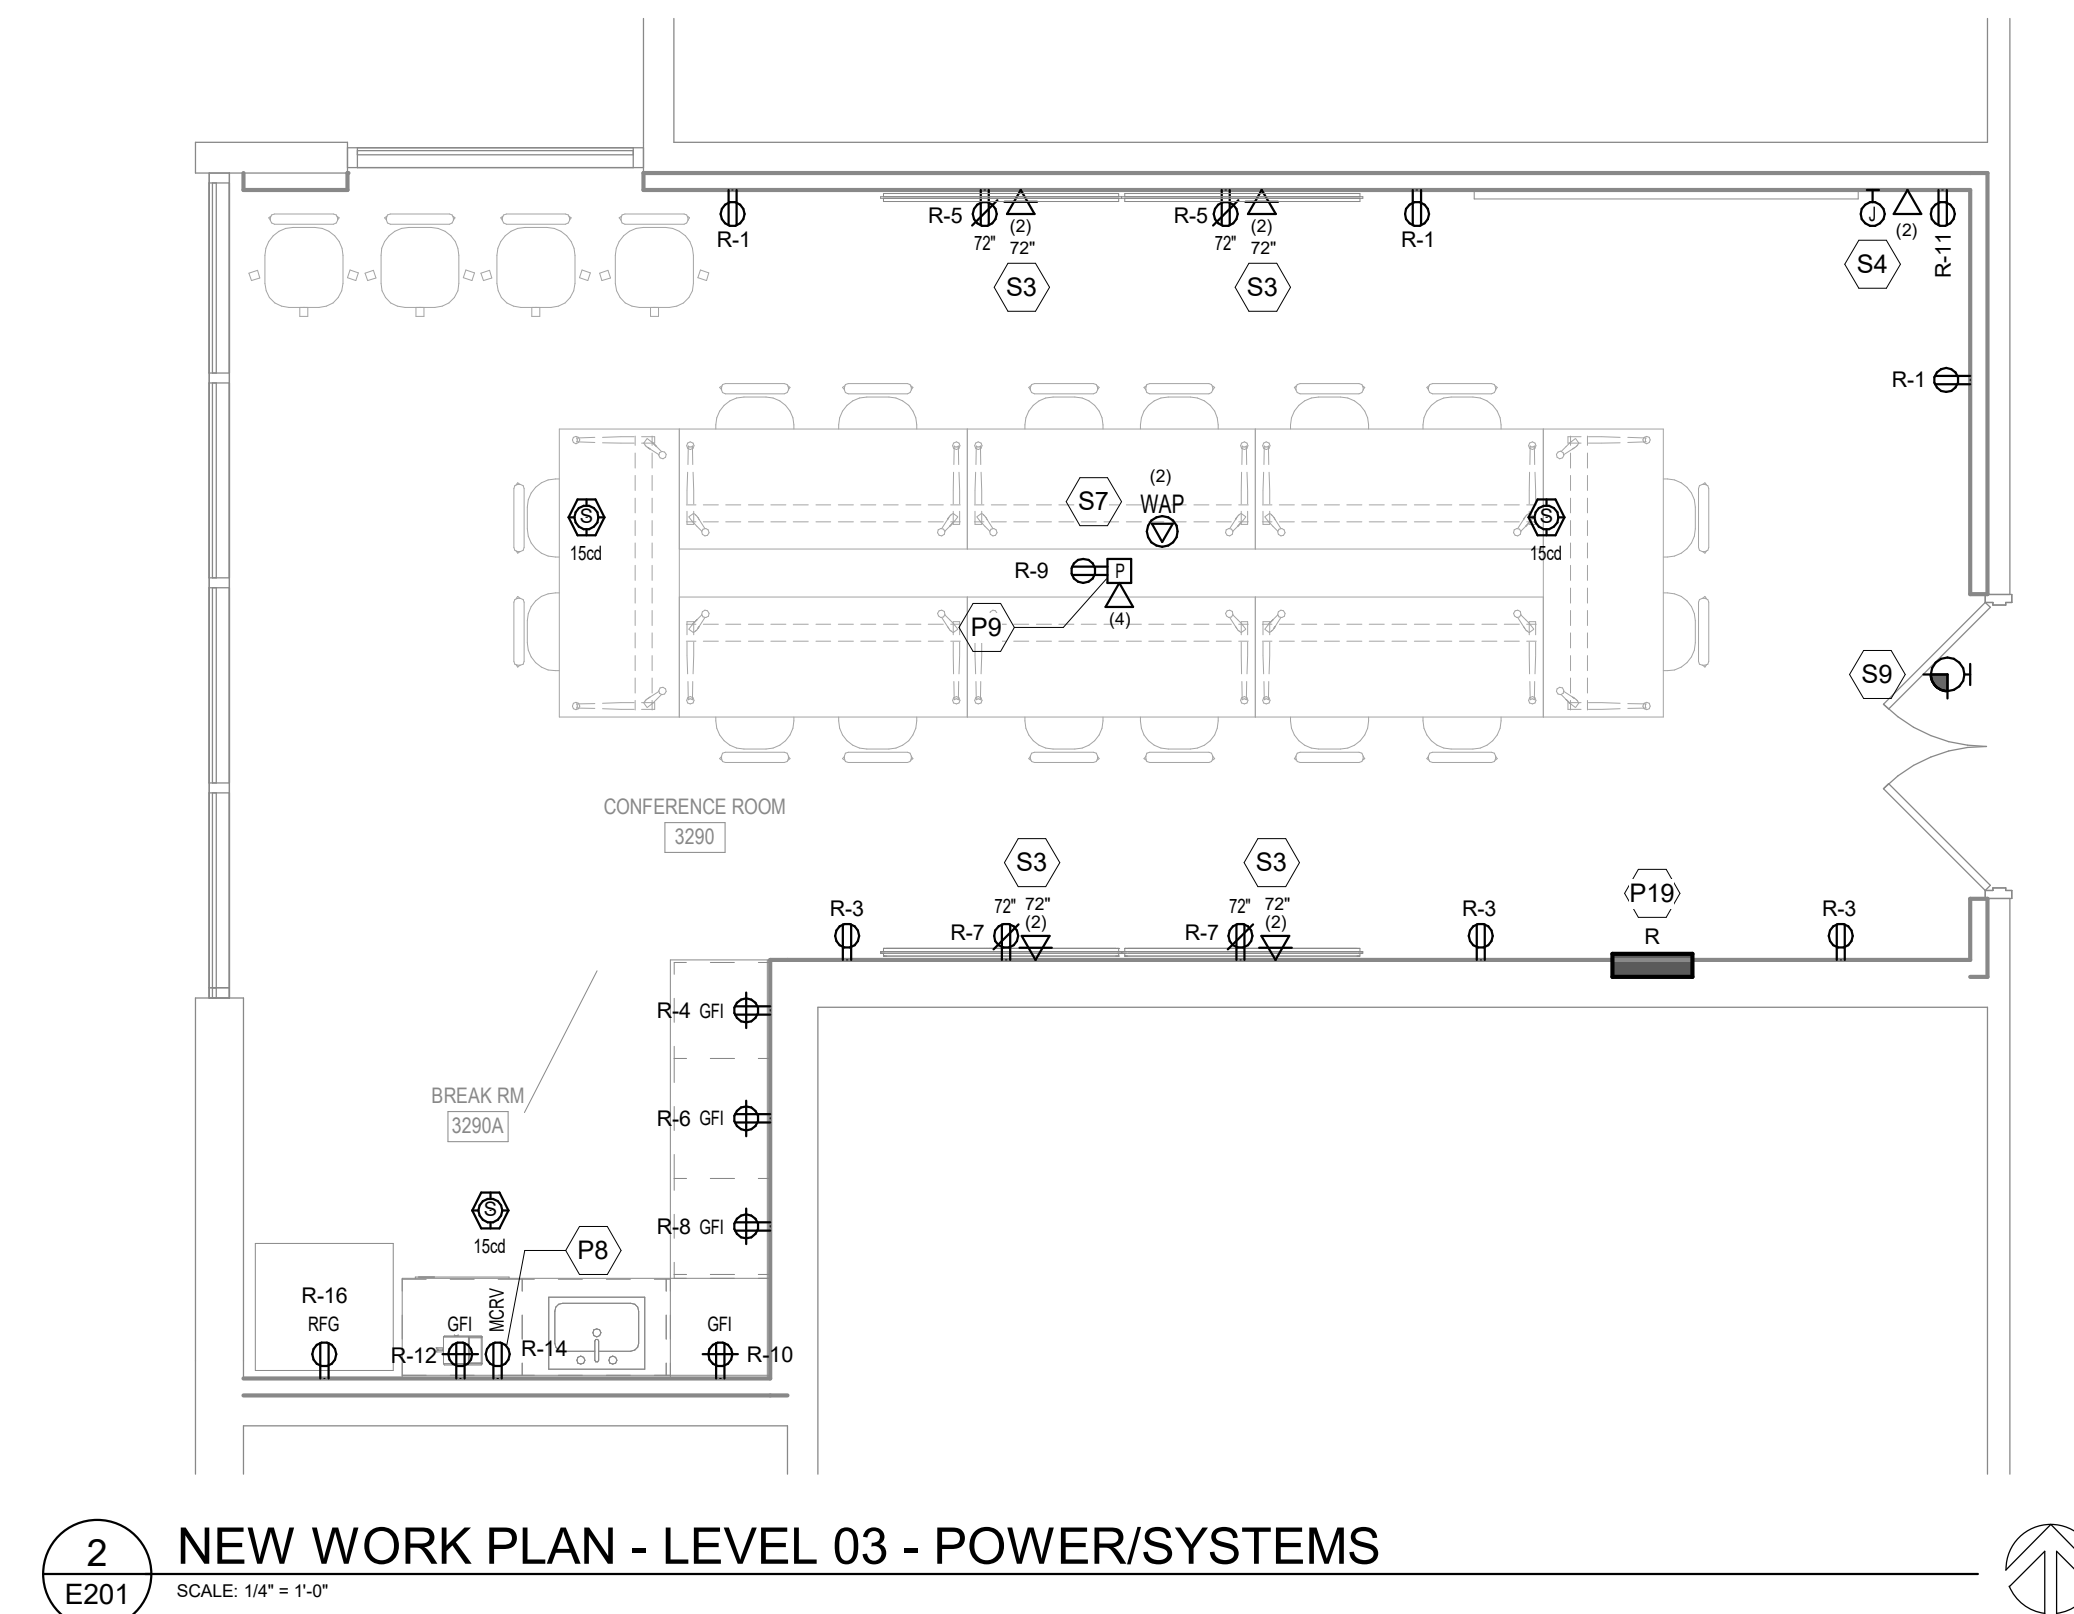 R-1
R-5
72"
(2)
72"
S3
R-5
72"
(2)
72"
S3
R-1
J
S4
(2)
R-11
R-1
S
15cd
S7
(2)
WAP
S
15cd
R-9
P
(4)
P9
S9
CONFERENCE ROOM
3290
S3
72" 72"
(2)
R-7
S3
72" 72"
(2)
R-7
R-3
R-3
P19
R
R-3
R-4 GFI
BREAK RM
3290A
R-6 GFI
S
15cd
R-8 GFI
P8
R-16
RFG
GFI
R-12
MCRV
R-14
GFI
R-10
2
E201
NEW WORK PLAN - LEVEL 03 - POWER/SYSTEMS
SCALE: 1/4" = 1'-0"